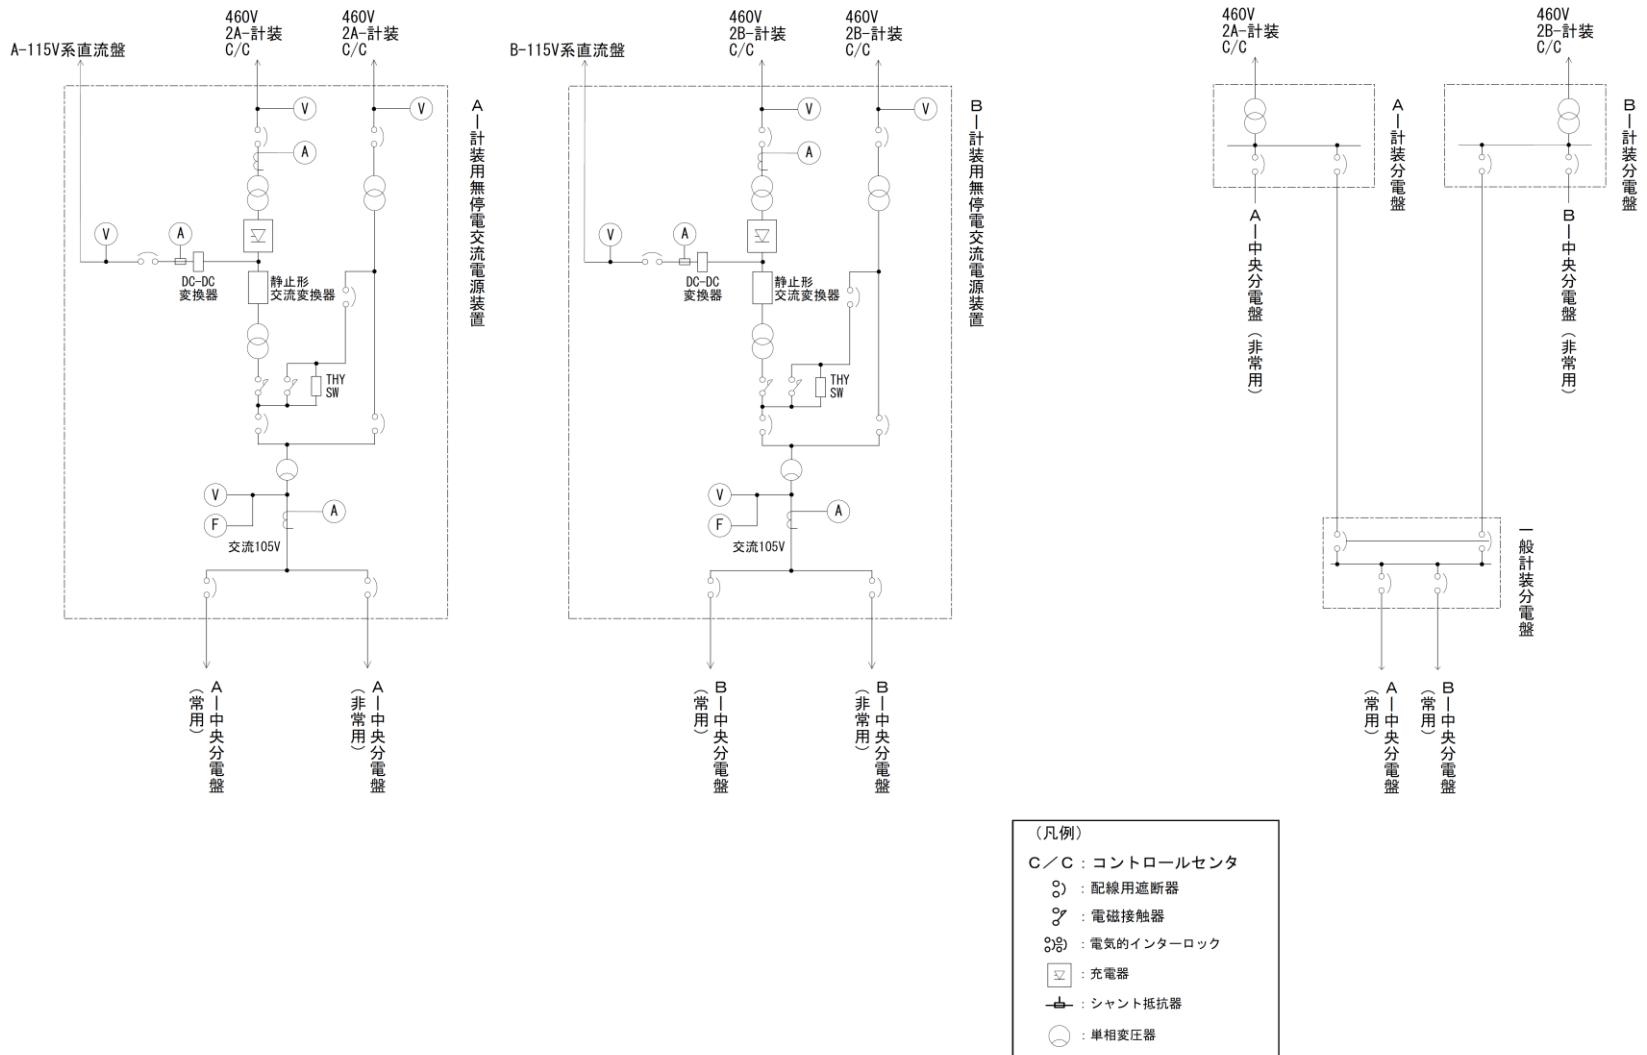 A-115V系直流盤
460V
2A-計装
C/C
460V
2A-計装
C/C
V
V
A
V
A
DC-DC
変換器
静止形
交流変換器
THY
SW
V
F
A
交流105V
A―計装用無停電交流電源装置
A―中央分電盤
（常用）
A―中央分電盤
（非常用）
B-115V系直流盤
460V
2B-計装
C/C
460V
2B-計装
C/C
V
V
A
V
A
DC-DC
変換器
静止形
交流変換器
THY
SW
V
F
A
交流105V
B―計装用無停電交流電源装置
B―中央分電盤
（常用）
B―中央分電盤
（非常用）
460V
2A-計装
C/C
A―計装分電盤
A―中央分電盤（非常用）
460V
2B-計装
C/C
B―計装分電盤
B―中央分電盤（非常用）
一般計装分電盤
A―中央分電盤
（常用）
B―中央分電盤
（常用）
（凡例）
C／C：コントロールセンタ
：配線用遮断器
：電磁接触器
：電気的インターロック
：充電器
：シャント抵抗器
：単相変圧器